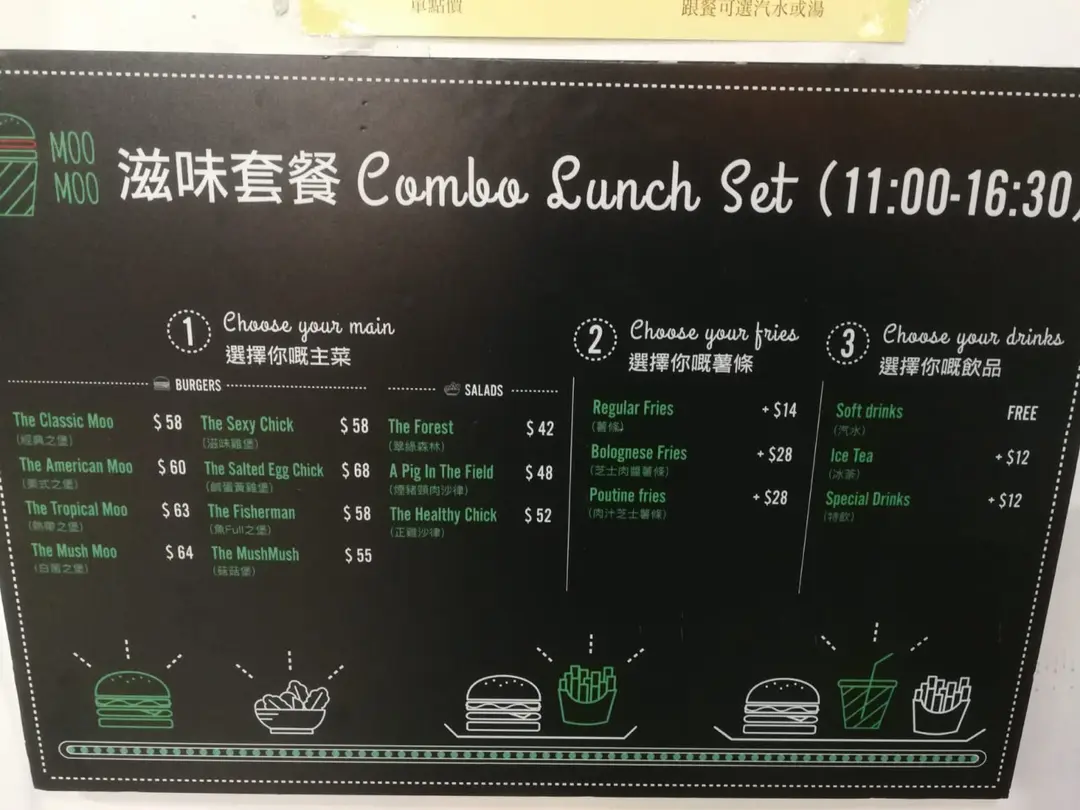 單點價
跟餐可選汽水或湯
MOO
MOO
滋味套餐 Combo Lunch Set (11:00-16:30)
1 Choose your main
選擇你嘅主菜
BURGERS
The Classic Moo $ 58
(經典之堡)
The American Moo $ 60
(美式之堡)
The Tropical Moo $ 63
(熱帶之堡)
The Mush Moo $ 64
(白菌之堡)
The Sexy Chick $ 58
(滋味雞堡)
The Salted Egg Chick $ 68
(鹹蛋黃雞堡)
The Fisherman $ 58
(魚Full之堡)
The MushMush $ 55
(蘑菇堡)
SALADS
The Forest $ 42
(翠綠森林)
A Pig In The Field $ 48
(煙豬頸肉沙律)
The Healthy Chick $ 52
(正雞沙律)
2 Choose your fries
選擇你嘅薯條
Regular Fries + $14
(薯條)
Bolognese Fries + $28
(芝士肉醬薯條)
Poutine fries + $28
(肉汁芝士薯條)
3 Choose your drinks
選擇你嘅飲品
Soft drinks FREE
(汽水)
Ice Tea + $12
(冰茶)
Special Drinks + $12
(特飲)